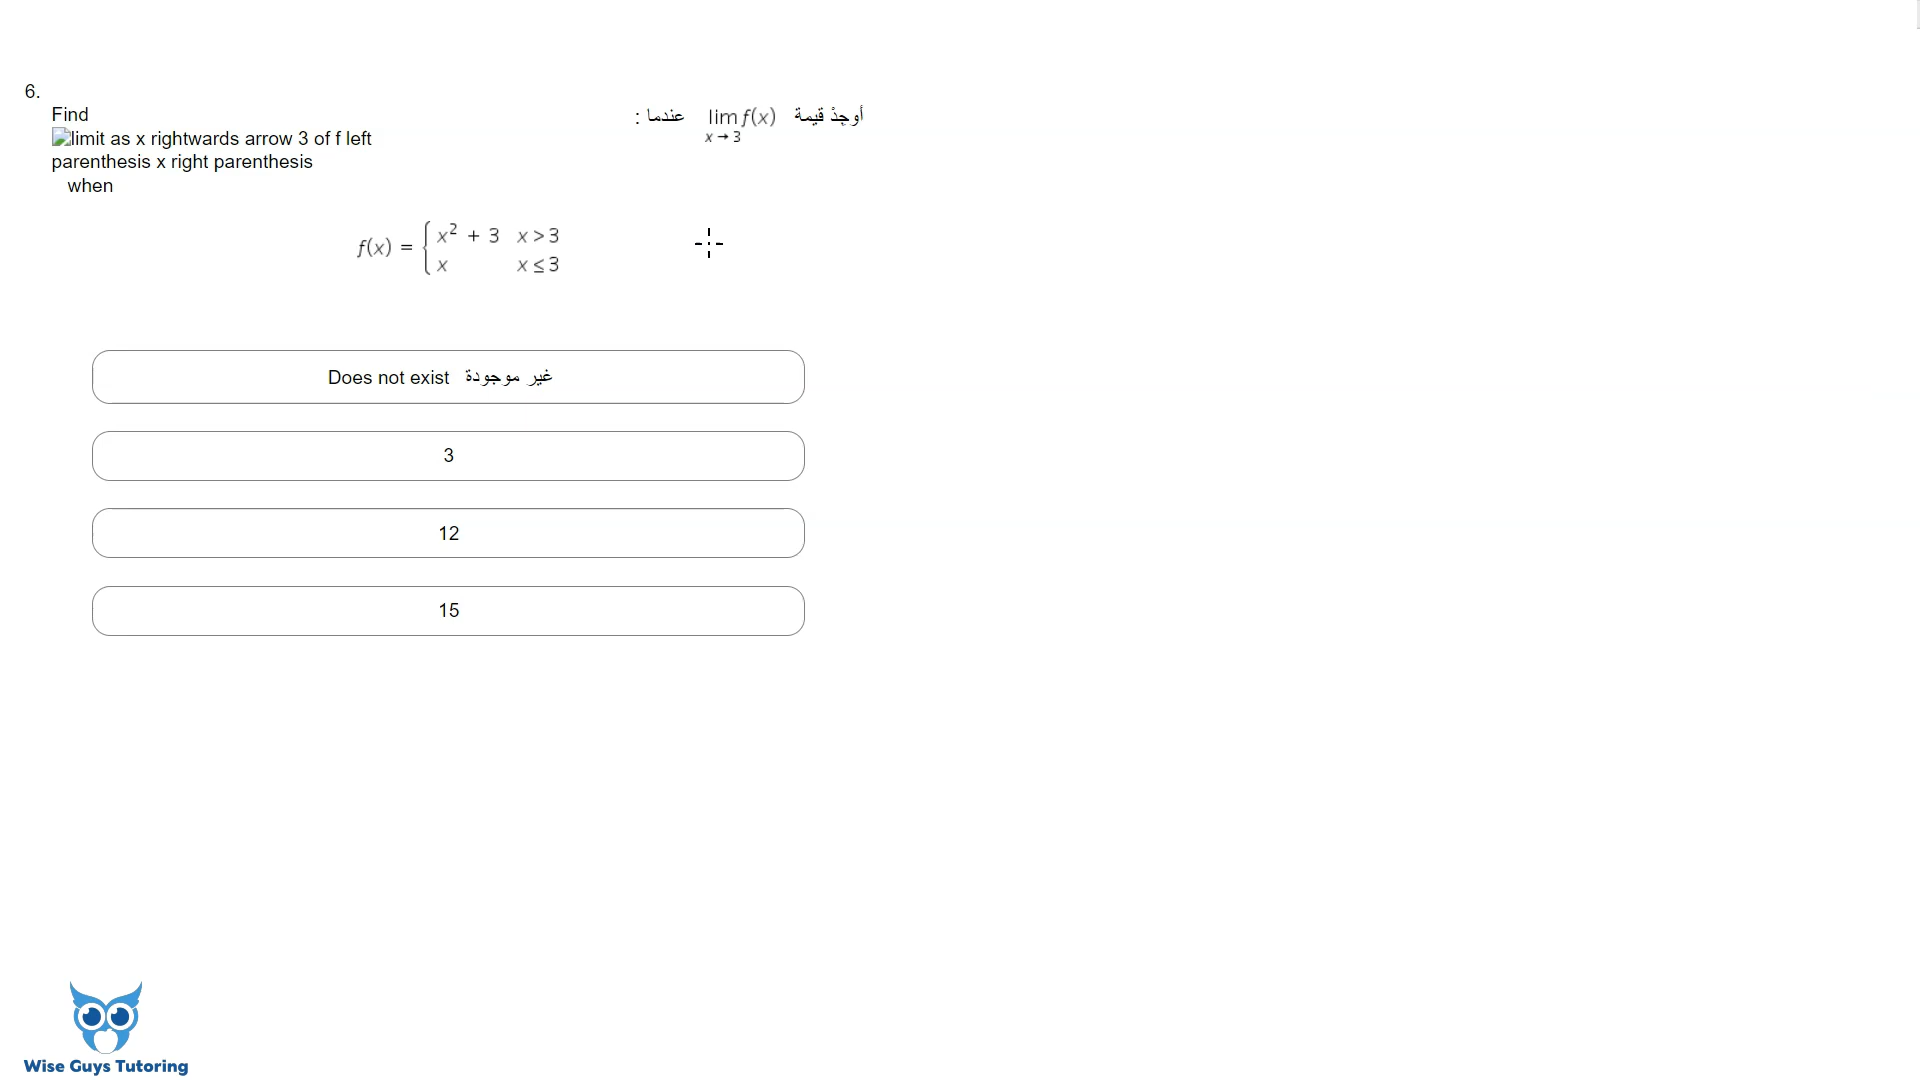 6.
Find
limit as x rightwards arrow 3 of f left
parenthesis x right parenthesis
when
أوجِدْ قيمة lim f(x) عندما :
x → 3
f(x) = { x² + 3 x > 3
x x ≤ 3
Does not exist غير موجودة
3
12
15
Wise Guys Tutoring